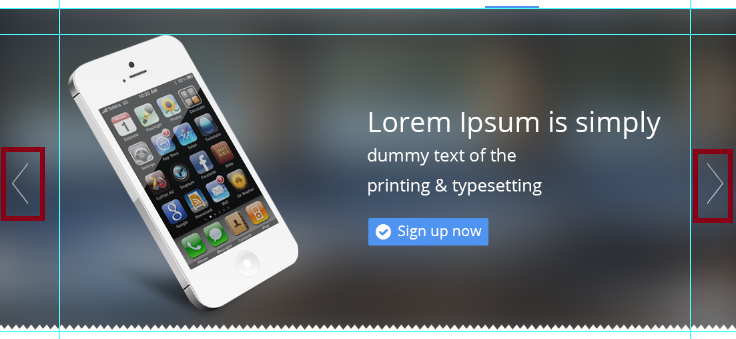 Lorem Ipsum is simply
dummy text of the
printing & typesetting
Sign up now